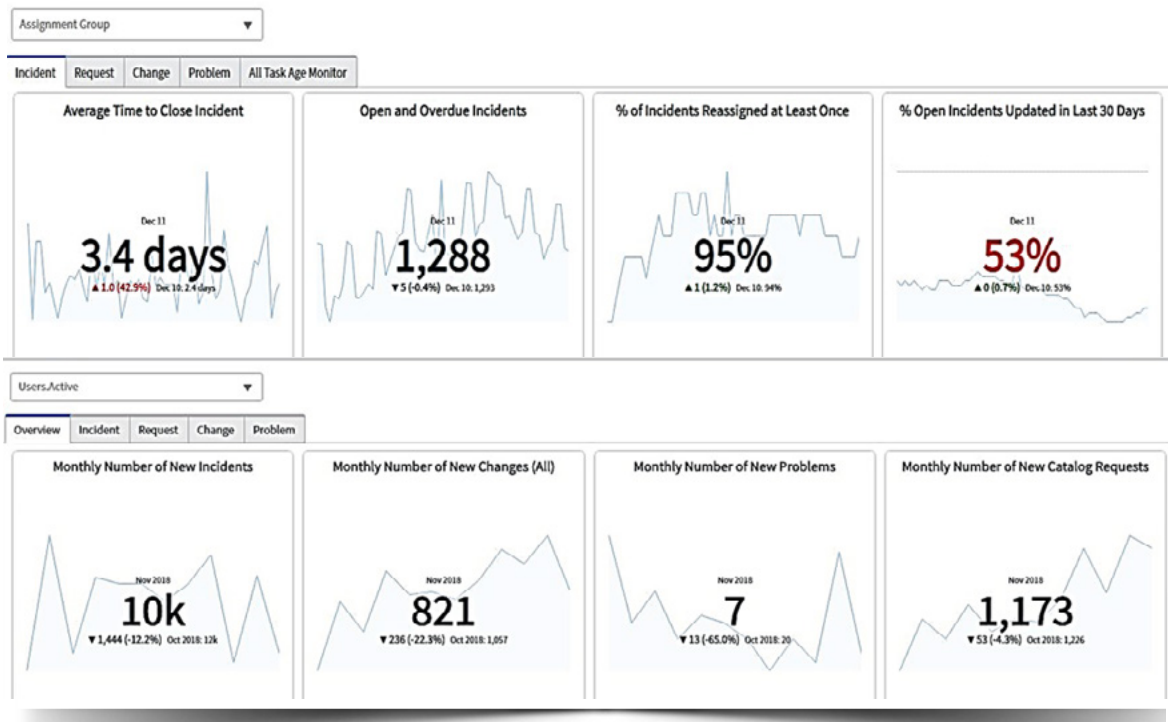 Assignment Group
Incident Request Change Problem All Task Age Monitor
Average Time to Close Incident
Dec 11
3.4 days
▲ 1.0 (42.9%) Dec 10: 2.4 days
Open and Overdue Incidents
Dec 11
1,288
▼ 5 (-0.4%) Dec 10: 1,293
% of Incidents Reassigned at Least Once
Dec 11
95%
▲ 1 (1.2%) Dec 10: 94%
% Open Incidents Updated in Last 30 Days
Dec 11
53%
▲ 0 (0.7%) Dec 10: 53%
Users.Active
Overview Incident Request Change Problem
Monthly Number of New Incidents
Nov 2018
10k
▼ 1,444 (-12.2%) Oct 2018: 12k
Monthly Number of New Changes (All)
Nov 2018
821
▼ 236 (-22.3%) Oct 2018: 1,057
Monthly Number of New Problems
Nov 2018
7
▼ 13 (-65.0%) Oct 2018: 20
Monthly Number of New Catalog Requests
Nov 2018
1,173
▼ 53 (-4.3%) Oct 2018: 1,226